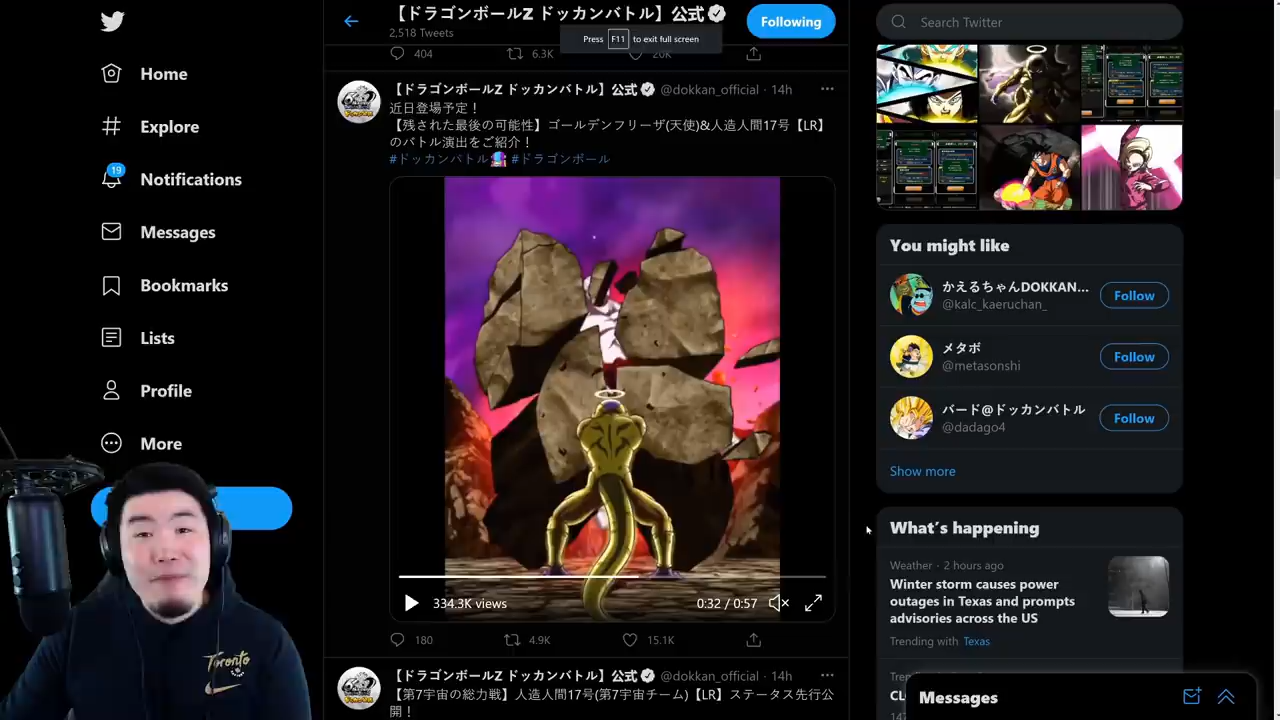 Home
Explore
19
Notifications
Messages
Bookmarks
Lists
Profile
More
【ドラゴンボールZ ドッカンバトル】公式
2,518 Tweets
Following
Press F11 to exit full screen
404
6.3K
20K
【ドラゴンボールZ ドッカンバトル】公式 @dokkan_official · 14h
近日登場予定！
【残された最後の可能性】ゴールデンフリーザ(天使)&人造人間17号【LR】
のバトル演出をご紹介！
#ドッカンバトル #ドラゴンボール
334.3K views
0:32 / 0:57
180
4.9K
15.1K
【ドラゴンボールZ ドッカンバトル】公式 @dokkan_official · 14h
【第7宇宙の総力戦】人造人間17号(第7宇宙チーム)【LR】ステータス先行公
開！
Search Twitter
You might like
かえるちゃんDOKKAN...
@kalc_kaeruchan_
Follow
メタボ
@metasonshi
Follow
バード@ドッカンバトル
@dadago4
Follow
Show more
What's happening
Weather · 2 hours ago
Winter storm causes power
outages in Texas and prompts
advisories across the US
Trending with Texas
Messages
Toronto